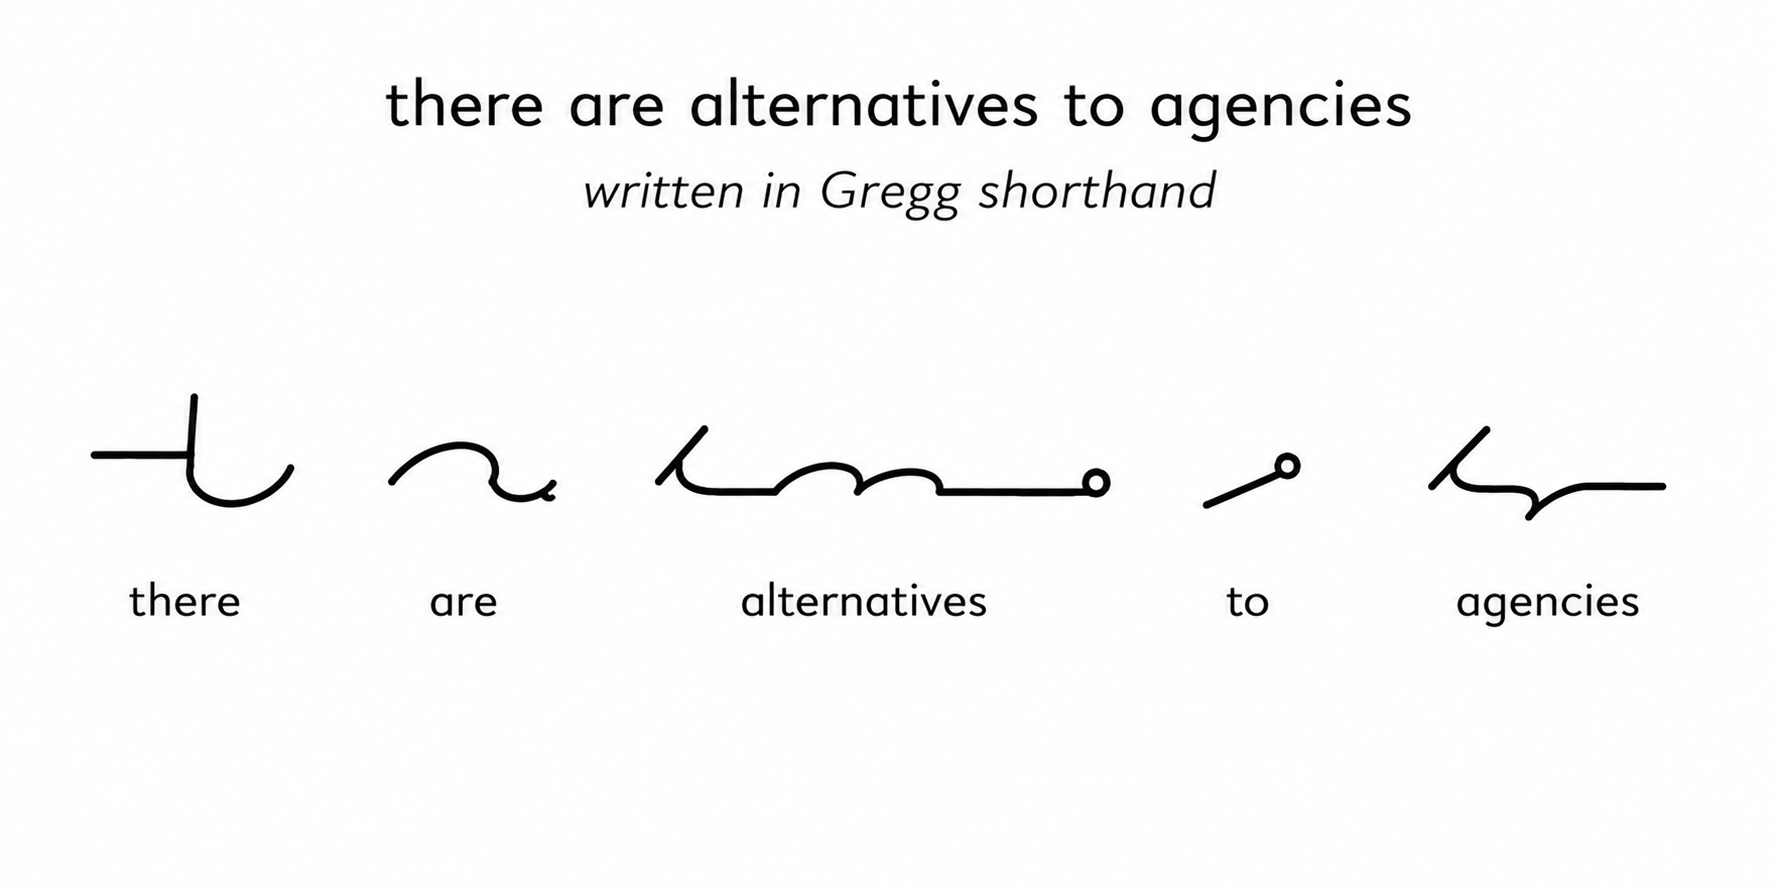 there are alternatives to agencies
written in Gregg shorthand
there are alternatives to agencies